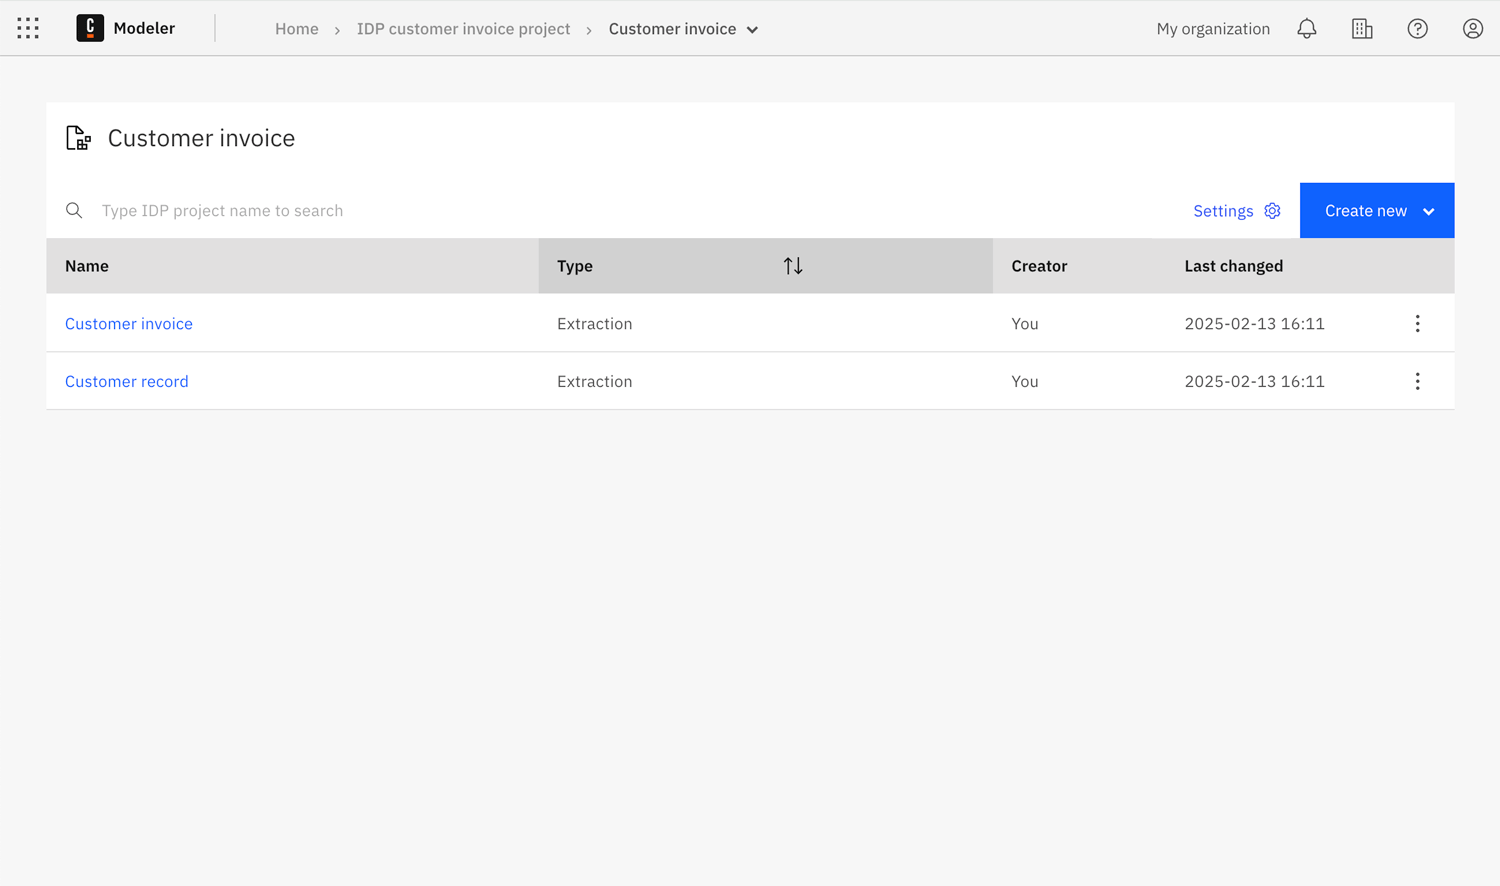 C Modeler Home › IDP customer invoice project › Customer invoice My organization
Customer invoice
Type IDP project name to search Settings Create new
Name Type Creator Last changed
Customer invoice Extraction You 2025-02-13 16:11
Customer record Extraction You 2025-02-13 16:11